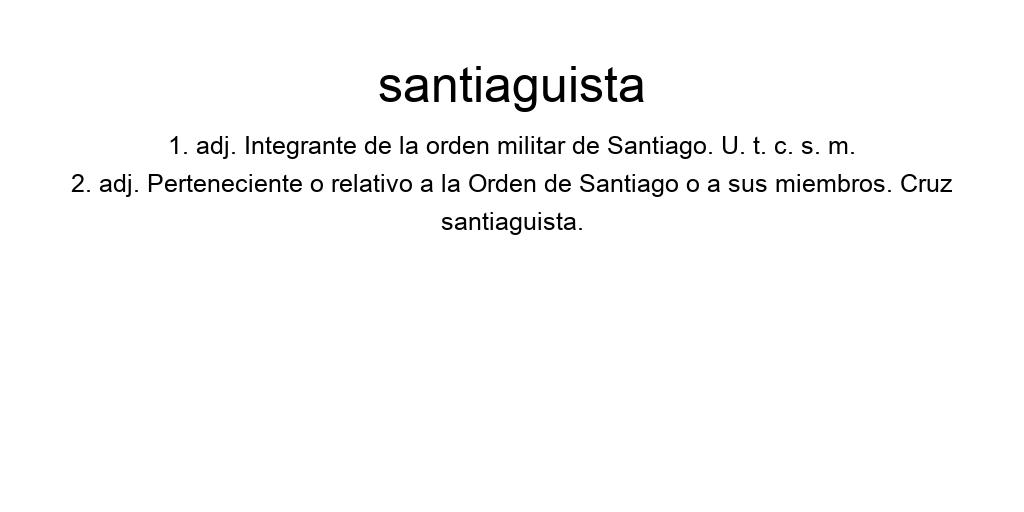 santiaguista
1. adj. Integrante de la orden militar de Santiago. U. t. c. s. m.
2. adj. Perteneciente o relativo a la Orden de Santiago o a sus miembros. Cruz
santiaguista.